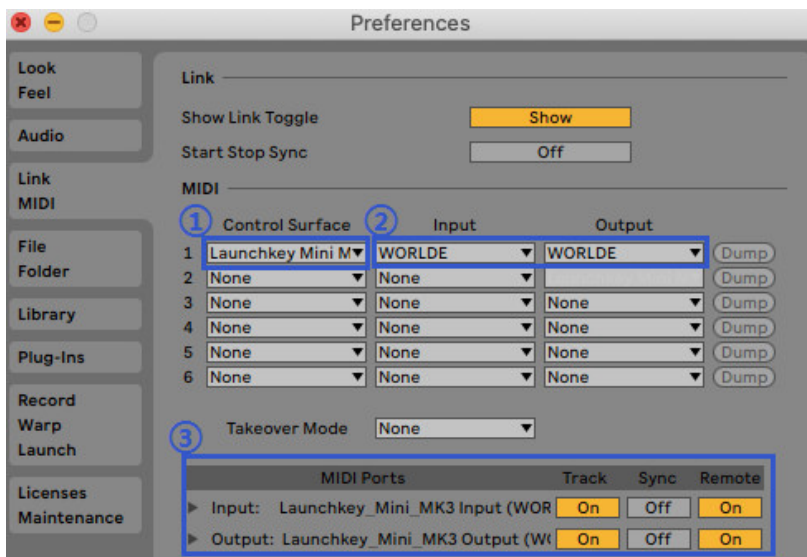 Preferences
Look
Feel
Audio
Link
MIDI
File
Folder
Library
Plug-Ins
Record
Warp
Launch
Licenses
Maintenance
Link
Show Link Toggle Show
Start Stop Sync Off
MIDI
① Control Surface ② Input Output
1 Launchkey Mini M WORLDE WORLDE Dump
2 None None Dump
3 None None None Dump
4 None None None Dump
5 None None None Dump
6 None None None Dump
③ Takeover Mode None
MIDI Ports Track Sync Remote
Input: Launchkey_Mini_MK3 Input (WOR On Off On
Output: Launchkey_Mini_MK3 Output (WO On Off On